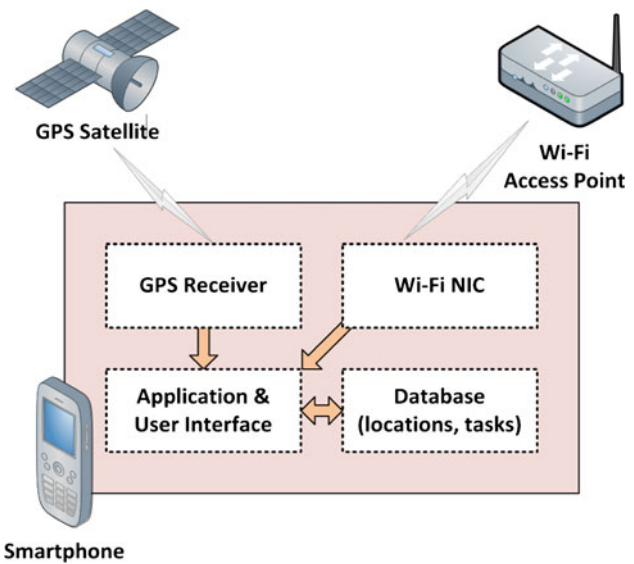 GPS Satellite
Wi-Fi
Access Point
GPS Receiver
Wi-Fi NIC
Application &
User Interface
Database
(locations, tasks)
Smartphone